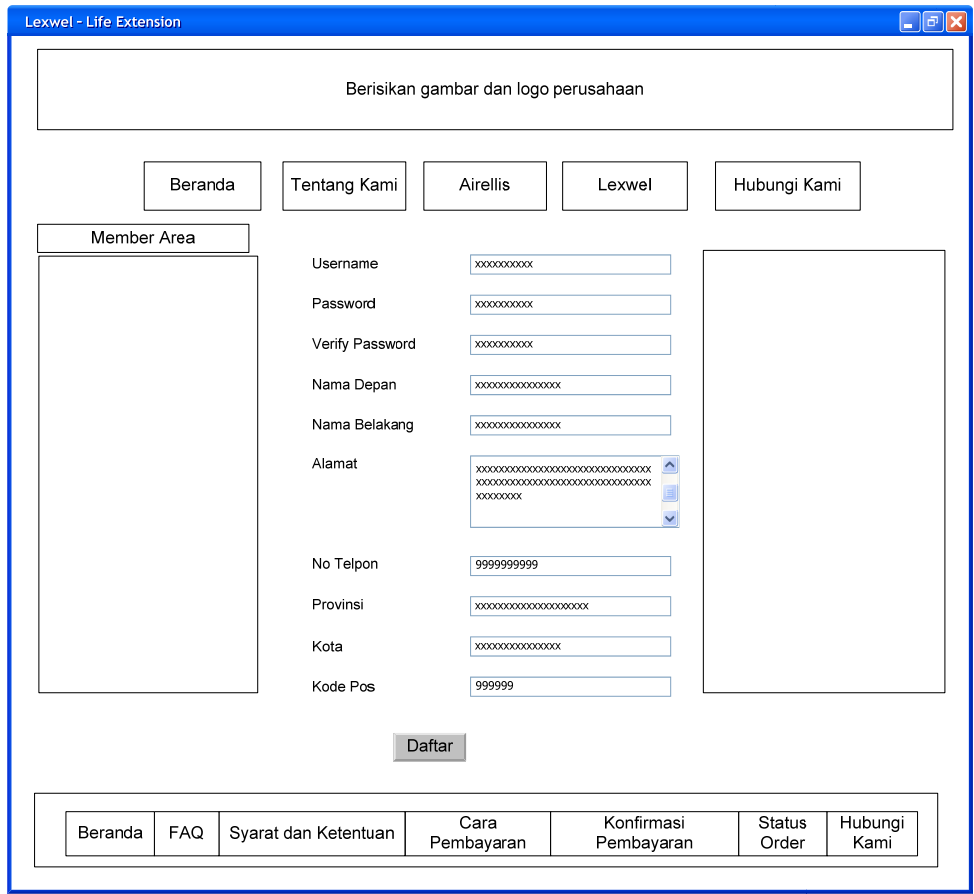 Lexwel - Life Extension
Berisikan gambar dan logo perusahaan
Beranda
Tentang Kami
Airellis
Lexwel
Hubungi Kami
Member Area
Username
xxxxxxxxxx
Password
xxxxxxxxxx
Verify Password
xxxxxxxxxx
Nama Depan
xxxxxxxxxxxxxxx
Nama Belakang
xxxxxxxxxxxxxxx
Alamat
xxxxxxxxxxxxxxxxxxxxxxxxxxxxxxx
xxxxxxxxxxxxxxxxxxxxxxxxxxxxxxx
xxxxxxxx
No Telpon
9999999999
Provinsi
xxxxxxxxxxxxxxxxxxxx
Kota
xxxxxxxxxxxxxxx
Kode Pos
999999
Daftar
Beranda
FAQ
Syarat dan Ketentuan
Cara
Pembayaran
Konfirmasi
Pembayaran
Status
Order
Hubungi
Kami